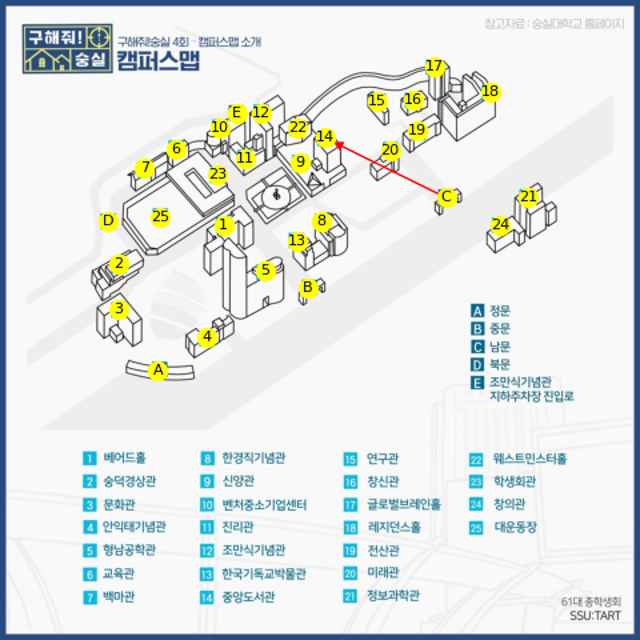 참고자료 : 숭실대학교 홈페이지
구해줘!
숭실
구해줘!숭실 4회 - 캠퍼스맵 소개
캠퍼스맵
17
18
15
16
E
12
10
22
14
19
6
11
9
20
7
23
C
21
D
25
1
8
24
13
2
5
B
3
4
A
A 정문
B 중문
C 남문
D 북문
E 조만식기념관
지하주차장 진입로
1 베어드홀
2 숭덕경상관
3 문화관
4 안익태기념관
5 형남공학관
6 교육관
7 백마관
8 한경직기념관
9 신양관
10 벤처중소기업센터
11 진리관
12 조만식기념관
13 한국기독교박물관
14 중앙도서관
15 연구관
16 창신관
17 글로벌브레인홀
18 레지던스홀
19 전산관
20 미래관
21 정보과학관
22 웨스트민스터홀
23 학생회관
24 창의관
25 대운동장
61대 총학생회
SSU:TART